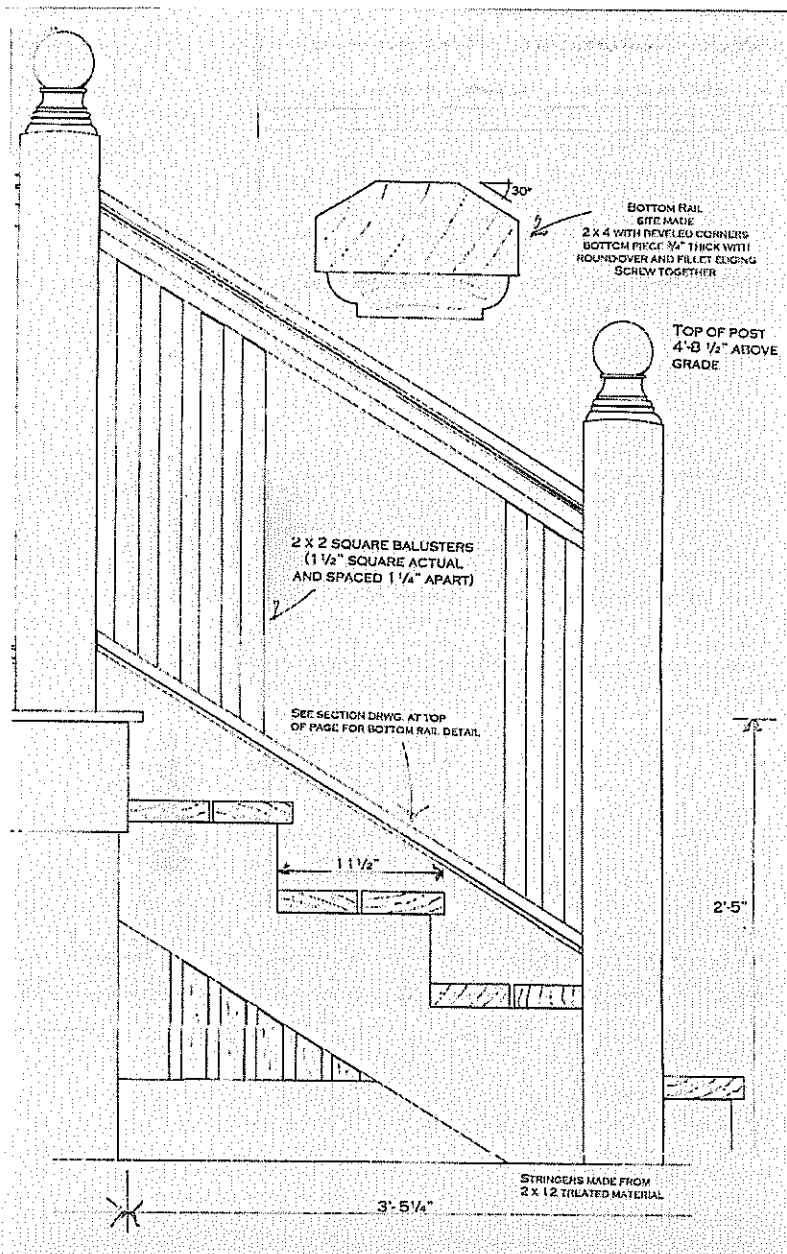 30°
BOTTOM RAIL
SITE MADE
2 X 4 WITH BEVELED CORNERS
BOTTOM PIECE ¾" THICK WITH
ROUNDOVER AND FILLET EDGING
SCREW TOGETHER
TOP OF POST
4'-8 ½" ABOVE
GRADE
2 X 2 SQUARE BALUSTERS
(1 ½" SQUARE ACTUAL
AND SPACED 1 ¼" APART)
SEE SECTION DRWG. AT TOP
OF PAGE FOR BOTTOM RAIL DETAIL
11 ½"
2'-5"
STRINGERS MADE FROM
2 X 12 TREATED MATERIAL
3'-5 ¼"